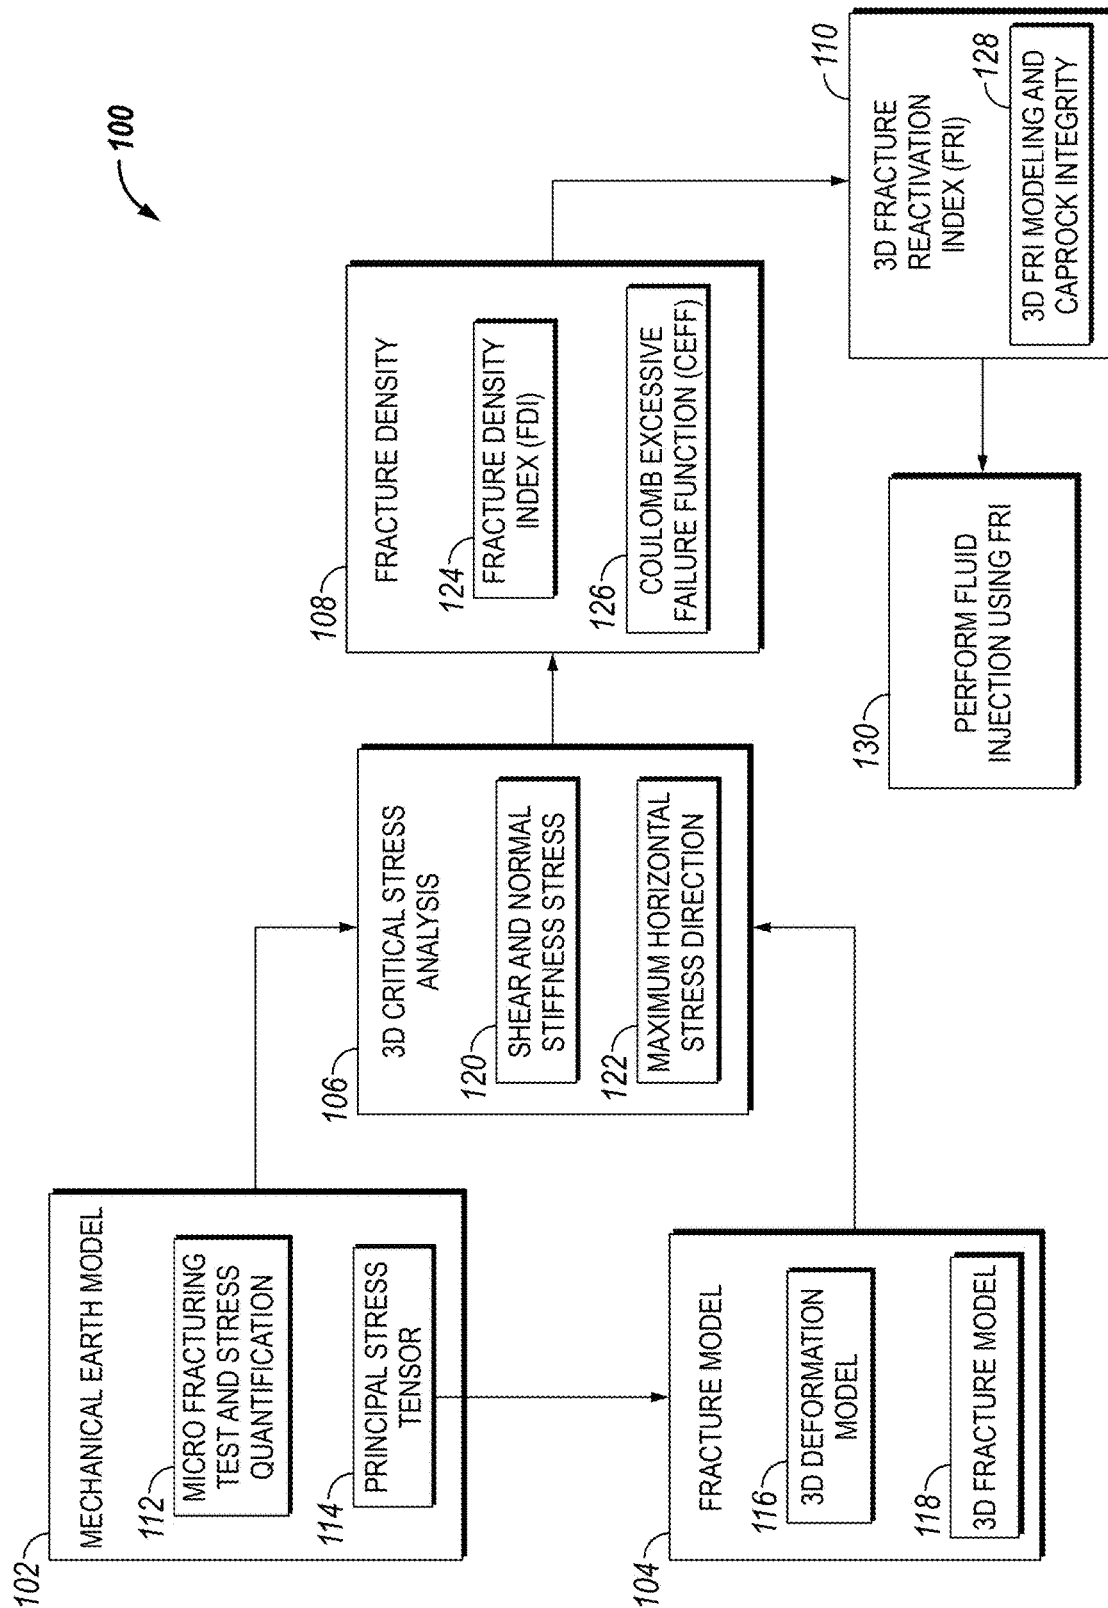 100
102
MECHANICAL EARTH MODEL
112
MICRO FRACTURING
TEST AND STRESS
QUANTIFICATION
114
PRINCIPAL STRESS
TENSOR
104
FRACTURE MODEL
116
3D DEFORMATION
MODEL
118
3D FRACTURE MODEL
106
3D CRITICAL STRESS
ANALYSIS
120
SHEAR AND NORMAL
STIFFNESS STRESS
122
MAXIMUM HORIZONTAL
STRESS DIRECTION
108
FRACTURE DENSITY
124
FRACTURE DENSITY
INDEX (FDI)
126
COULOMB EXCESSIVE
FAILURE FUNCTION (CEFF)
110
3D FRACTURE
REACTIVATION
INDEX (FRI)
128
3D FRI MODELING AND
CAPROCK INTEGRITY
130
PERFORM FLUID
INJECTION USING FRI